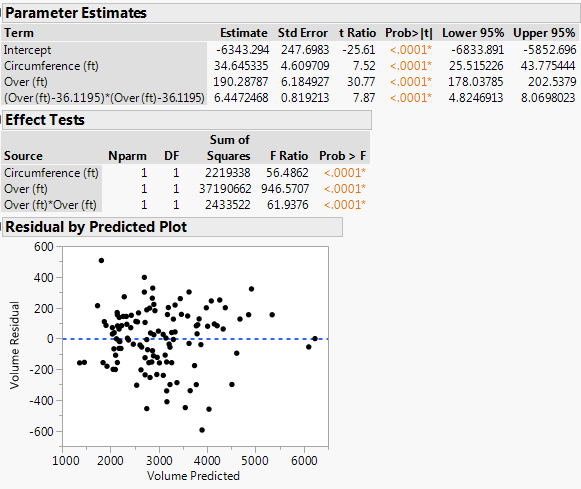 Parameter Estimates
Term Estimate Std Error t Ratio Prob>|t| Lower 95% Upper 95%
Intercept -6343.294 247.6983 -25.61 <.0001* -6833.891 -5852.696
Circumference (ft) 34.645335 4.609709 7.52 <.0001* 25.515226 43.775444
Over (ft) 190.28787 6.184927 30.77 <.0001* 178.03785 202.5379
(Over (ft)-36.1195)*(Over (ft)-36.1195) 6.4472468 0.819213 7.87 <.0001* 4.8246913 8.0698023
Effect Tests
Sum of
Source Nparm DF Squares F Ratio Prob > F
Circumference (ft) 1 1 2219338 56.4862 <.0001*
Over (ft) 1 1 37190662 946.5707 <.0001*
Over (ft)*Over (ft) 1 1 2433522 61.9376 <.0001*
Residual by Predicted Plot
600
400
200
0
-200
-400
-600
Volume Residual
1000 2000 3000 4000 5000 6000
Volume Predicted